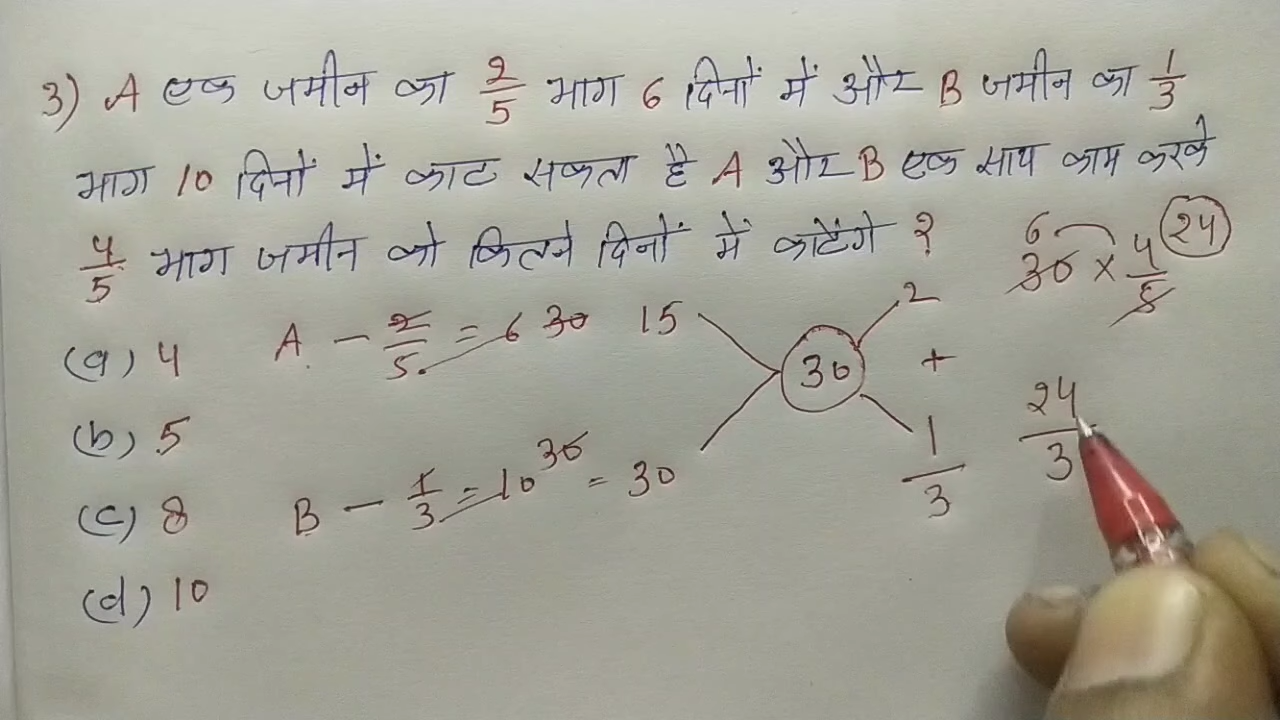 3) A एक जमीन का 2/5 भाग 6 दिनों में और B जमीन का 1/3
भाग 10 दिनों में काट सकता है A और B एक साथ काम करके
4/5 भाग जमीन को कितने दिनों में काटेंगे ?
6
30 × 4/5 24
(a) 4
(b) 5
(c) 8
(d) 10
A - 2/5 = 6 30 15
B - 1/3 = 10 30 = 30
30
2
+
1
3
24
3